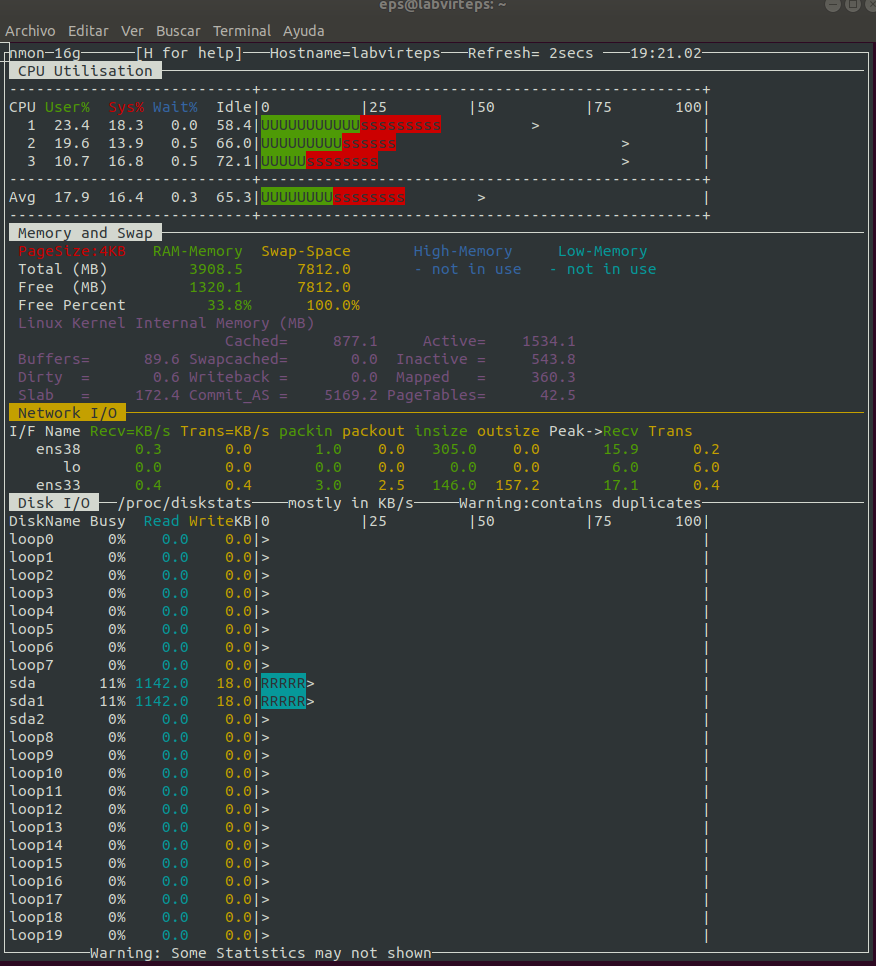 eps@labvirteps: ~
Archivo Editar Ver Buscar Terminal Ayuda
nmon─16g──────[H for help]───Hostname=labvirteps───Refresh= 2secs ───19:21.02
CPU Utilisation
---------------------------+-------------------------------------------------+
CPU User%  Sys% Wait%  Idle|0          |25         |50          |75       100|
1  23.4  18.3   0.0  58.4|UUUUUUUUUUUsssssssss          >                  |
2  19.6  13.9   0.5  66.0|UUUUUUUUUssssss                         >        |
3  10.7  16.8   0.5  72.1|UUUUUssssssss                           >        |
---------------------------+-------------------------------------------------+
Avg  17.9  16.4   0.3  65.3|UUUUUUUUssssssss        >                        |
---------------------------+-------------------------------------------------+
Memory and Swap
PageSize:4KB   RAM-Memory  Swap-Space       High-Memory     Low-Memory
Total (MB)         3908.5      7812.0       - not in use   - not in use
Free  (MB)         1320.1      7812.0
Free Percent         33.8%      100.0%
Linux Kernel Internal Memory (MB)
Cached=     877.1     Active=    1534.1
Buffers=      89.6 Swapcached=       0.0  Inactive =     543.8
Dirty  =       0.6 Writeback =       0.0  Mapped   =     360.3
Slab   =     172.4 Commit_AS =    5169.2 PageTables=      42.5
Network I/O
I/F Name Recv=KB/s Trans=KB/s packin packout insize outsize Peak->Recv Trans
ens38      0.3       0.0       1.0    0.0   305.0    0.0       15.9      0.2
lo      0.0       0.0       0.0    0.0     0.0    0.0        6.0      6.0
ens33      0.4       0.4       3.0    2.5   146.0  157.2       17.1      0.4
Disk I/O ──/proc/diskstats────mostly in KB/s─────Warning:contains duplicates
DiskName Busy  Read WriteKB|0          |25         |50          |75       100|
loop0      0%    0.0    0.0|>                                                |
loop1      0%    0.0    0.0|>                                                |
loop2      0%    0.0    0.0|>                                                |
loop3      0%    0.0    0.0|>                                                |
loop4      0%    0.0    0.0|>                                                |
loop5      0%    0.0    0.0|>                                                |
loop6      0%    0.0    0.0|>                                                |
loop7      0%    0.0    0.0|>                                                |
sda       11% 1142.0   18.0|RRRRR>                                           |
sda1      11% 1142.0   18.0|RRRRR>                                           |
sda2       0%    0.0    0.0|>                                                |
loop8      0%    0.0    0.0|>                                                |
loop9      0%    0.0    0.0|>                                                |
loop10     0%    0.0    0.0|>                                                |
loop11     0%    0.0    0.0|>                                                |
loop12     0%    0.0    0.0|>                                                |
loop13     0%    0.0    0.0|>                                                |
loop14     0%    0.0    0.0|>                                                |
loop15     0%    0.0    0.0|>                                                |
loop16     0%    0.0    0.0|>                                                |
loop17     0%    0.0    0.0|>                                                |
loop18     0%    0.0    0.0|>                                                |
loop19     0%    0.0    0.0|>                                                |
Warning: Some Statistics may not shown